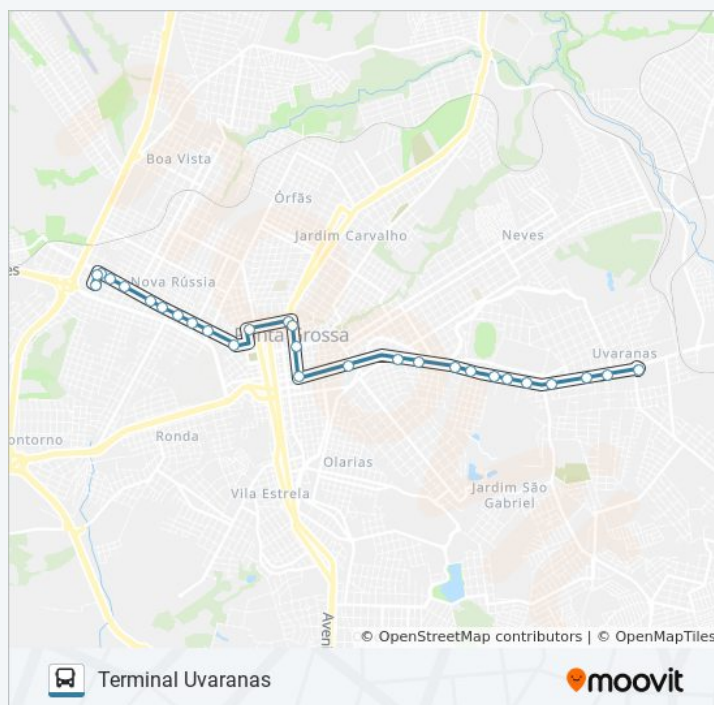 Boa Vista
Órfãs
Jardim Carvalho
Neves
es
Nova Rússia
Ponta Grossa
Uvaranas
ontorno
Ronda
Olarias
Vila Estrela
Jardim São
Gabriel
Aveni
© OpenStreetMap contributors | © OpenMapTiles
Terminal Uvaranas
moovit